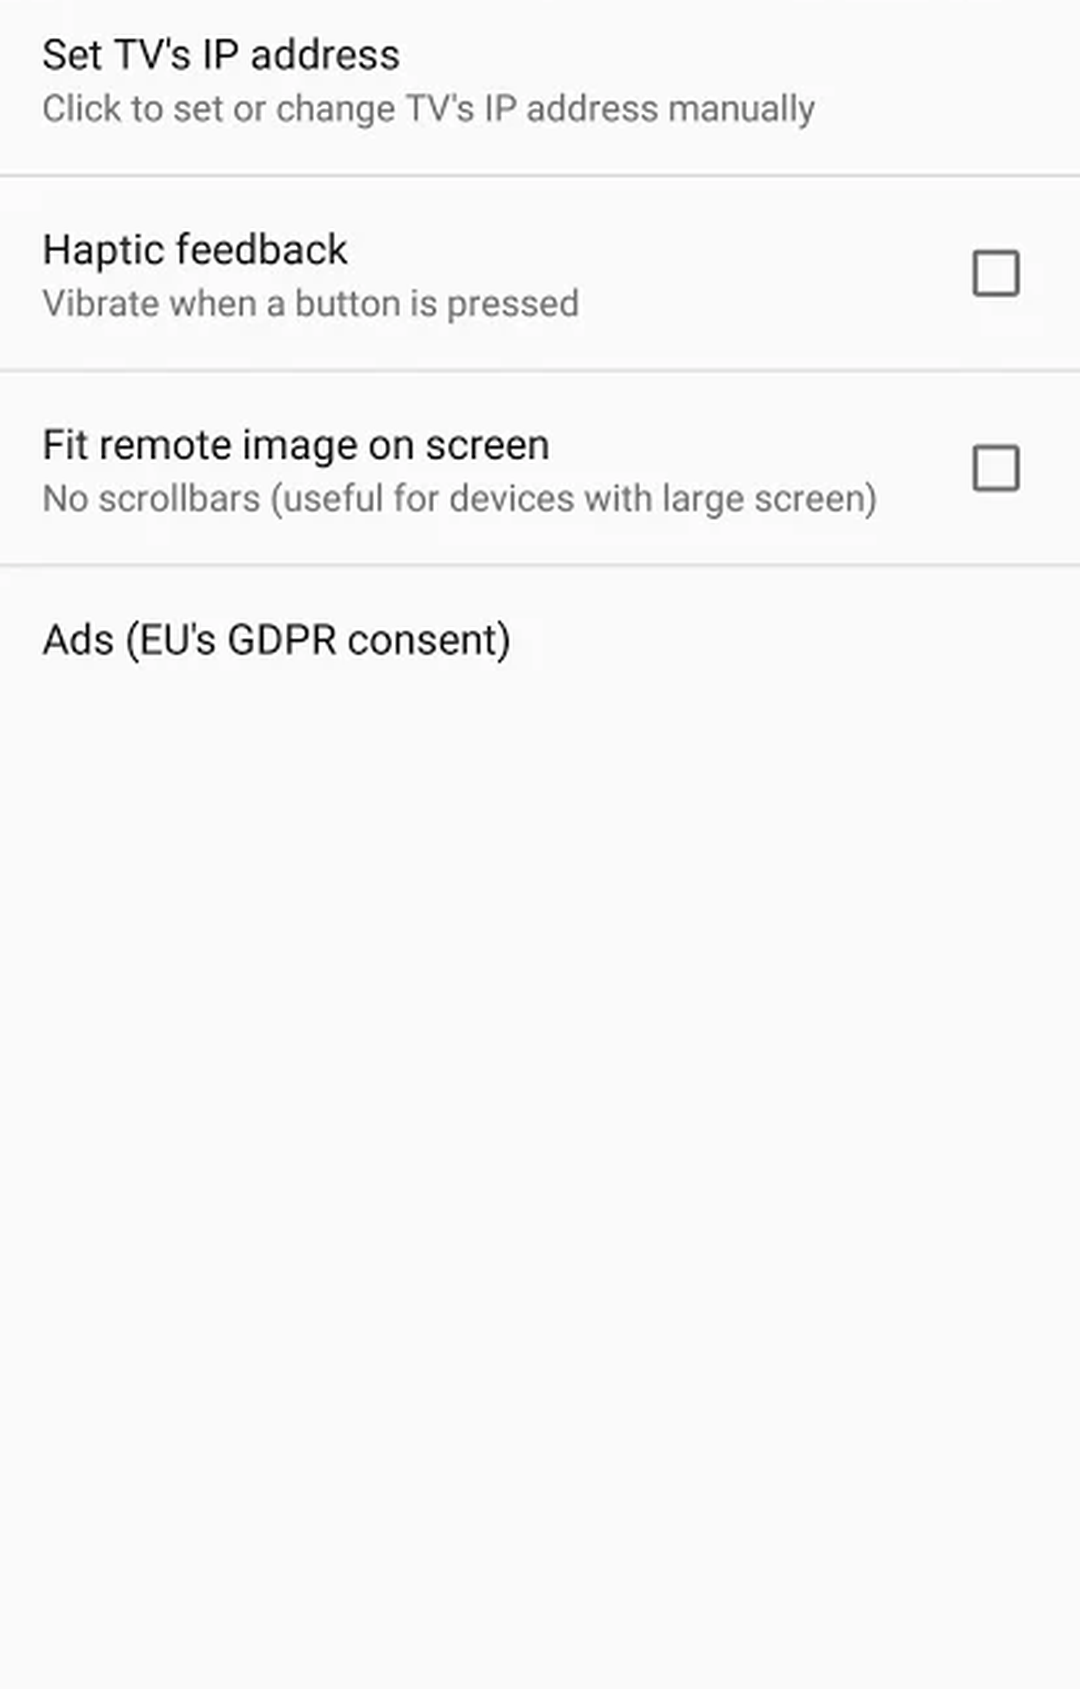 Set TV's IP address
Click to set or change TV's IP address manually
Haptic feedback
Vibrate when a button is pressed
Fit remote image on screen
No scrollbars (useful for devices with large screen)
Ads (EU's GDPR consent)